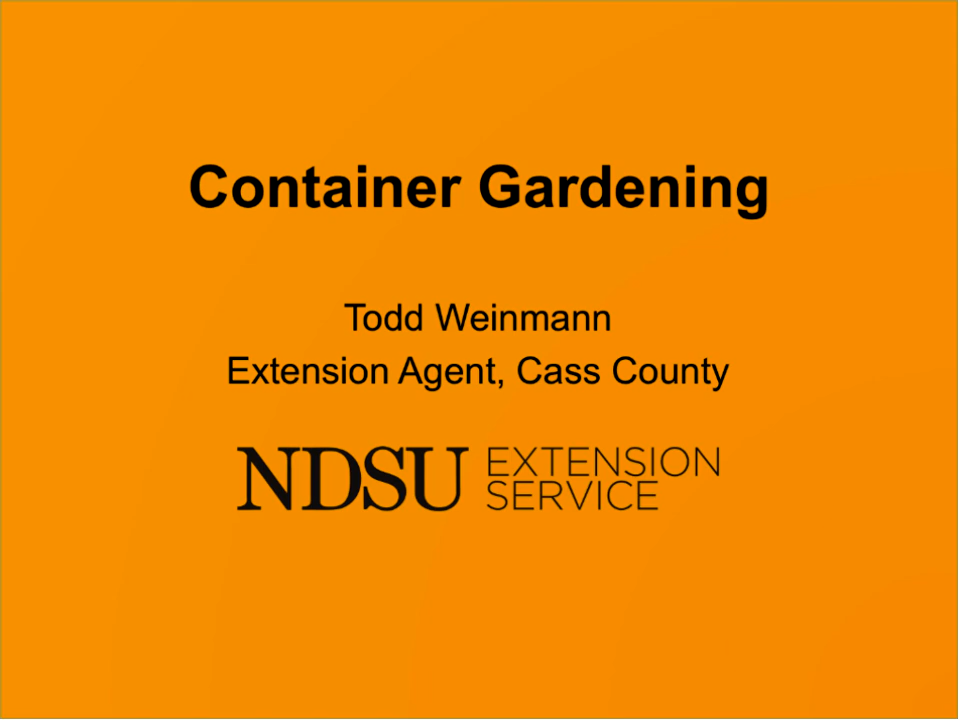 Container Gardening
Todd Weinmann
Extension Agent, Cass County
NDSU EXTENSION
SERVICE